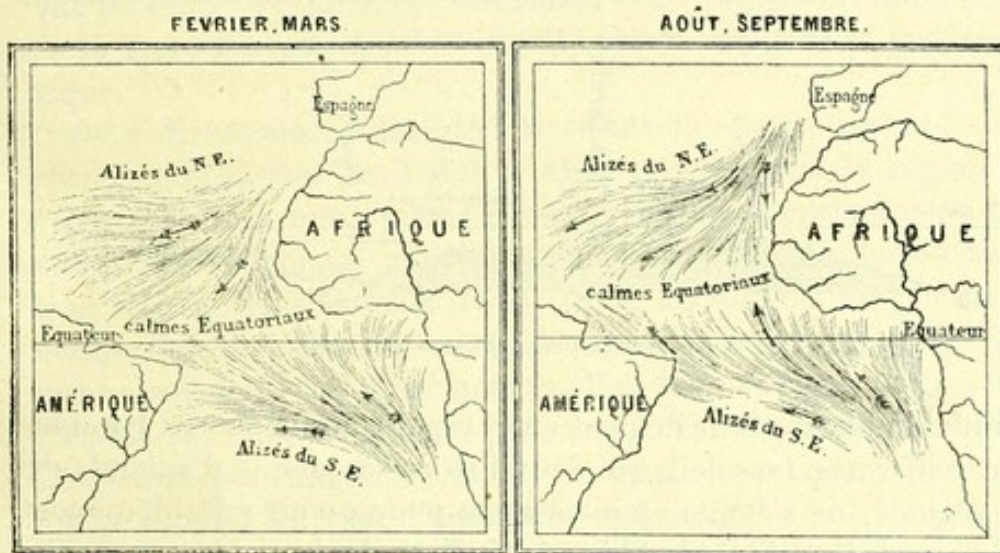 FEVRIER, MARS
Espagne
Alizés du N.E.
AFRIQUE
calmes Equatoriaux
Equateur
AMÉRIQUE
Alizés du S.E.
AOÛT, SEPTEMBRE.
Espagne
Alizés du N.E.
AFRIQUE
calmes Equatoriaux
Equateur
AMÉRIQUE
Alizés du S.E.